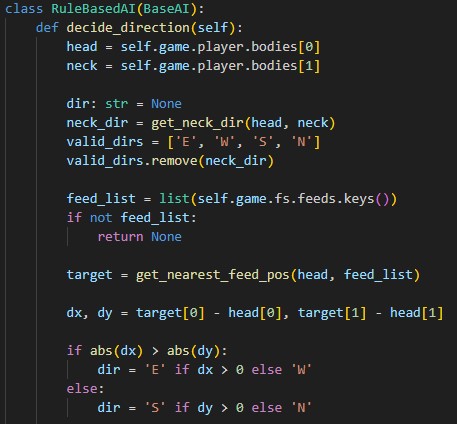 class RuleBasedAI(BaseAI):
    def decide_direction(self):
        head = self.game.player.bodies[0]
        neck = self.game.player.bodies[1]

        dir: str = None
        neck_dir = get_neck_dir(head, neck)
        valid_dirs = ['E', 'W', 'S', 'N']
        valid_dirs.remove(neck_dir)

        feed_list = list(self.game.fs.feeds.keys())
        if not feed_list:
            return None

        target = get_nearest_feed_pos(head, feed_list)

        dx, dy = target[0] - head[0], target[1] - head[1]

        if abs(dx) > abs(dy):
            dir = 'E' if dx > 0 else 'W'
        else:
            dir = 'S' if dy > 0 else 'N'